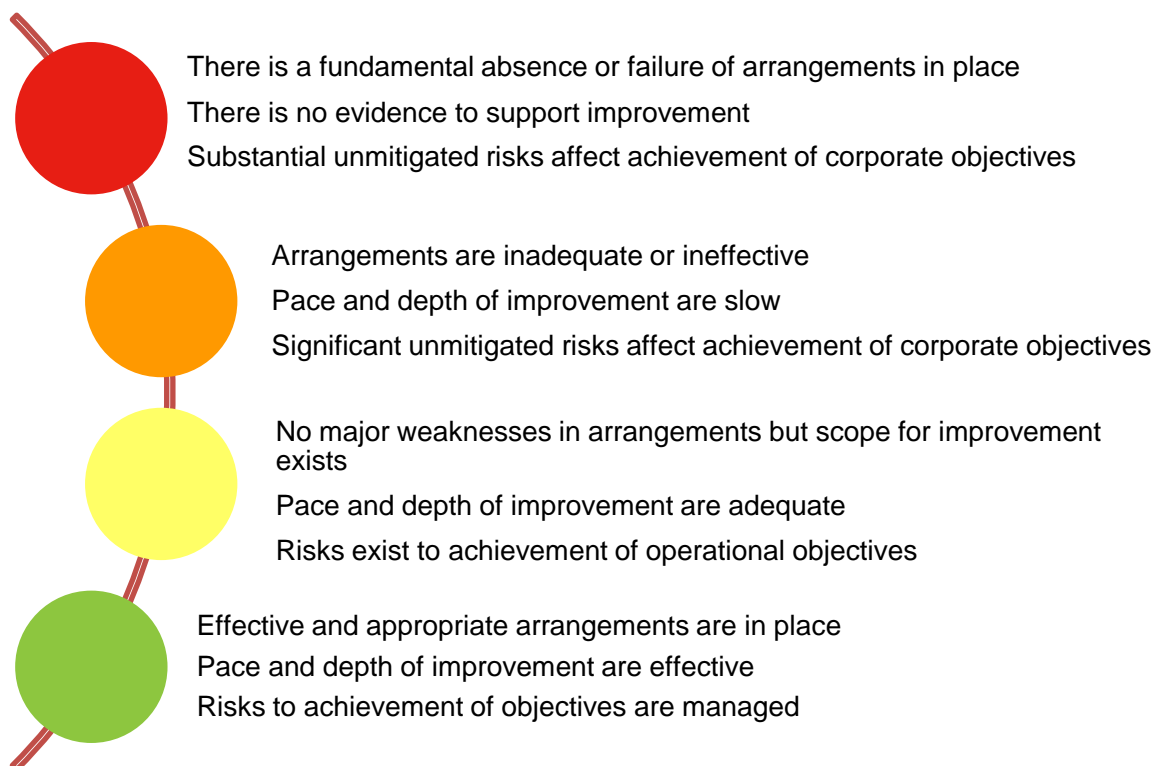 There is a fundamental absence or failure of arrangements in place
There is no evidence to support improvement
Substantial unmitigated risks affect achievement of corporate objectives
Arrangements are inadequate or ineffective
Pace and depth of improvement are slow
Significant unmitigated risks affect achievement of corporate objectives
No major weaknesses in arrangements but scope for improvement
exists
Pace and depth of improvement are adequate
Risks exist to achievement of operational objectives
Effective and appropriate arrangements are in place
Pace and depth of improvement are effective
Risks to achievement of objectives are managed